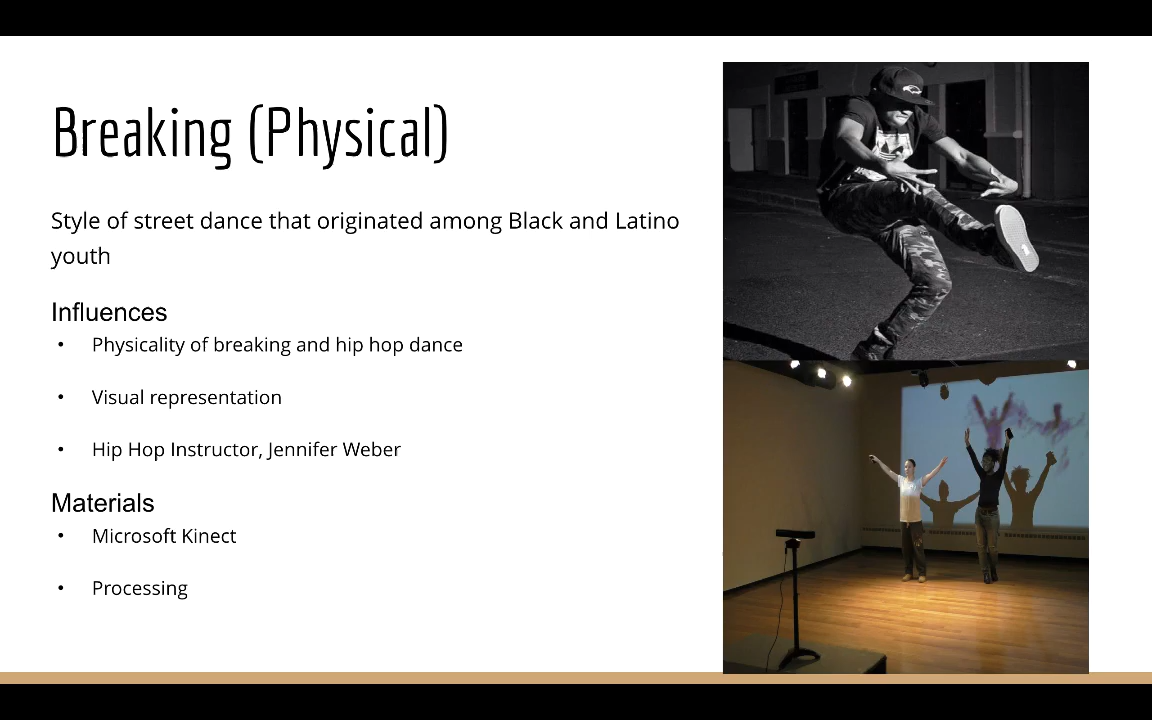 Breaking (Physical)
Style of street dance that originated among Black and Latino
youth
Influences
• Physicality of breaking and hip hop dance
• Visual representation
• Hip Hop Instructor, Jennifer Weber
Materials
• Microsoft Kinect
• Processing